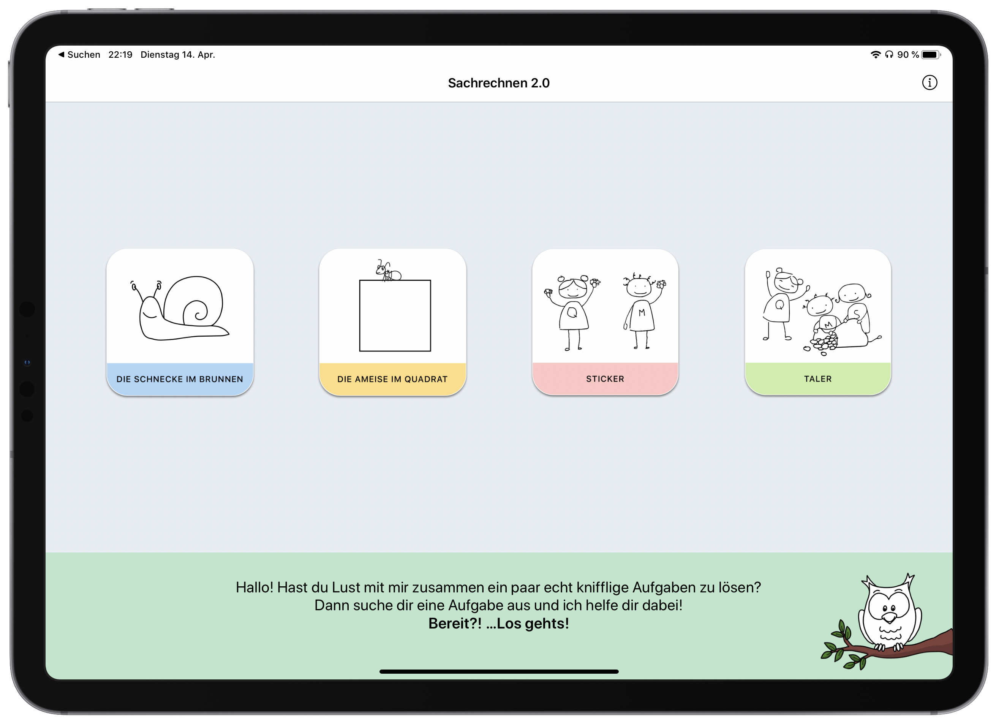 Suchen 22:19 Dienstag 14. Apr. 90 %
Sachrechnen 2.0
Q M
Q M S
DIE SCHNECKE IM BRUNNEN
DIE AMEISE IM QUADRAT
STICKER
TALER
Hallo! Hast du Lust mit mir zusammen ein paar echt knifflige Aufgaben zu lösen?
Dann suche dir eine Aufgabe aus und ich helfe dir dabei!
Bereit?! ...Los gehts!